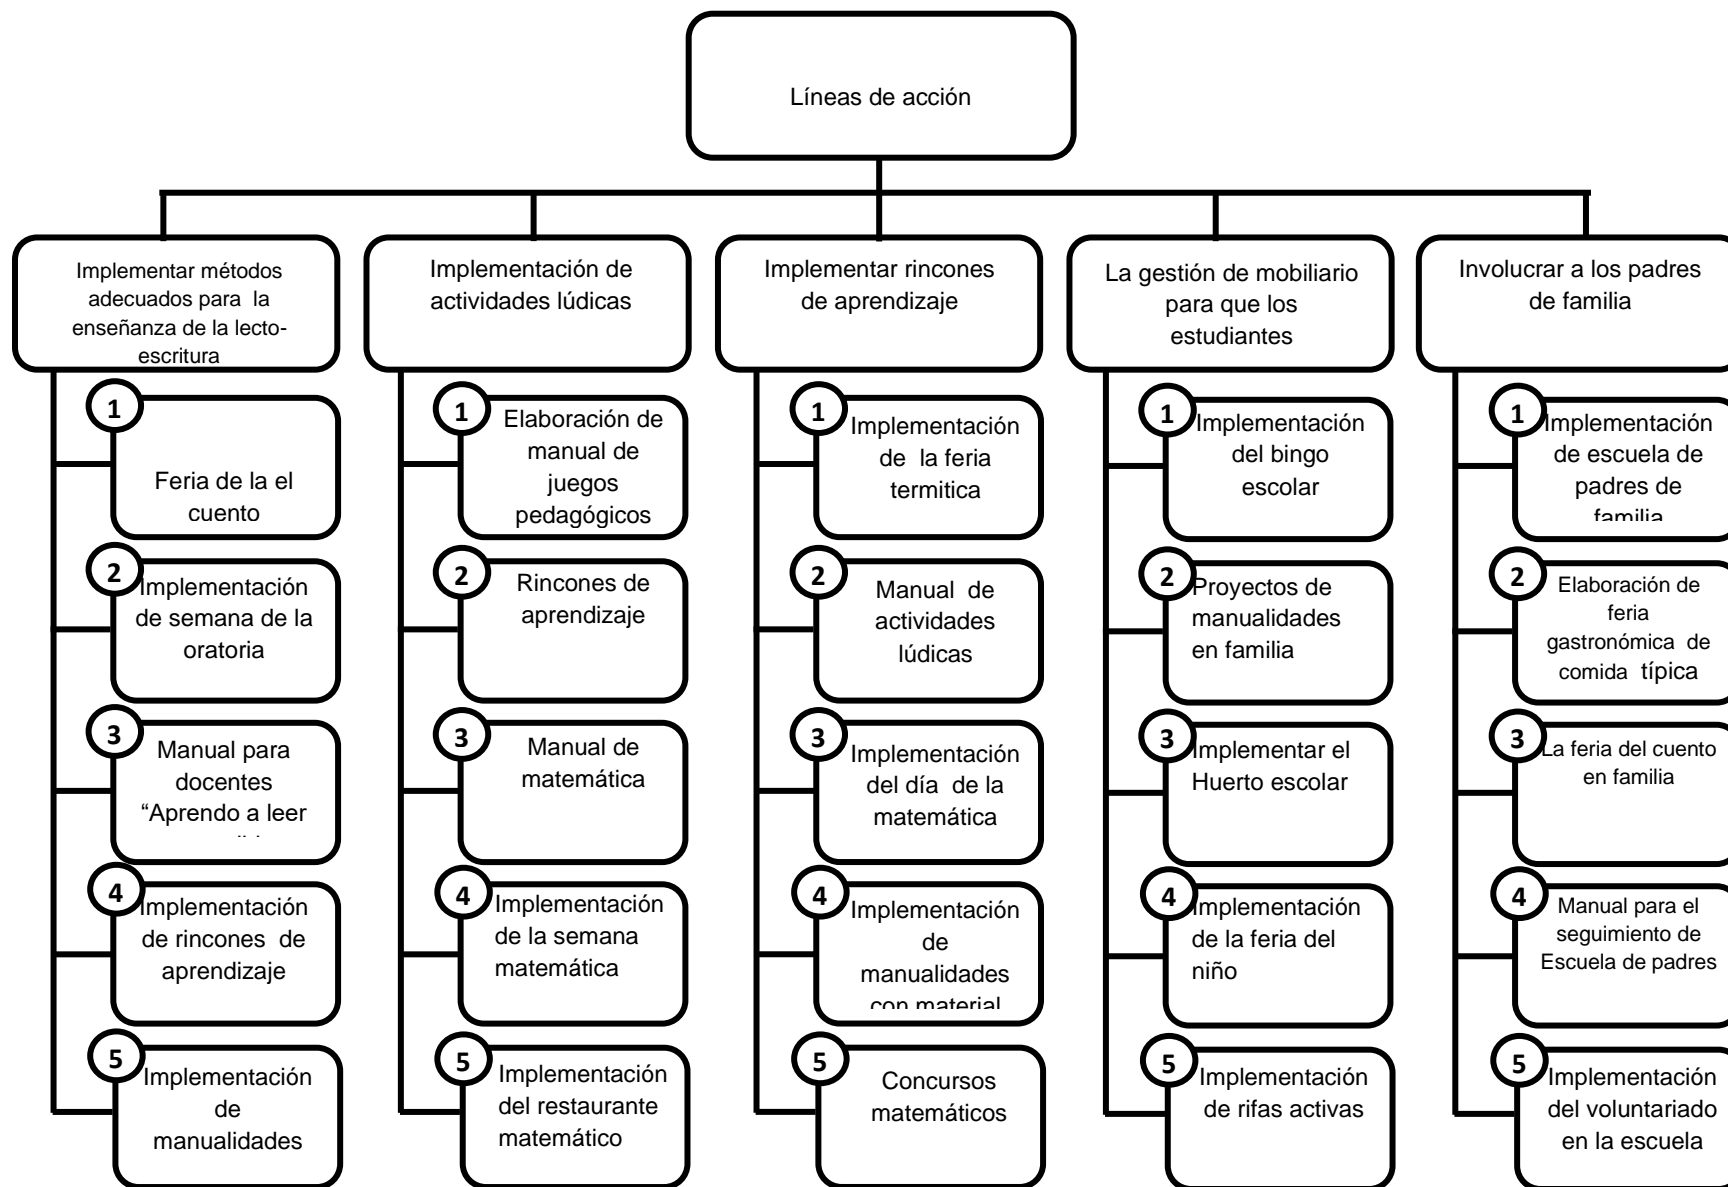 Líneas de acción
Implementar métodos
adecuados para la
enseñanza de la lecto-
escritura
1
Feria de la el
cuento
2
Implementación
de semana de la
oratoria
3
Manual para
docentes
“Aprendo a leer
4
Implementación
de rincones de
aprendizaje
5
Implementación
de
manualidades
Implementación de
actividades lúdicas
1
Elaboración de
manual de
juegos
pedagógicos
2
Rincones de
aprendizaje
3
Manual de
matemática
4
Implementación
de la semana
matemática
5
Implementación
del restaurante
matemático
Implementar rincones
de aprendizaje
1
Implementación
de la feria
termitica
2
Manual de
actividades
lúdicas
3
Implementación
del día de la
matemática
4
Implementación
de
manualidades
con material
5
Concursos
matemáticos
La gestión de mobiliario
para que los
estudiantes
1
Implementación
del bingo
escolar
2
Proyectos de
manualidades
en familia
3
Implementar el
Huerto escolar
4
Implementación
de la feria del
niño
5
Implementación
de rifas activas
Involucrar a los padres
de familia
1
Implementación
de escuela de
padres de
familia
2
Elaboración de
feria
gastronómica de
comida típica
3
La feria del cuento
en familia
4
Manual para el
seguimiento de
Escuela de padres
5
Implementación
del voluntariado
en la escuela